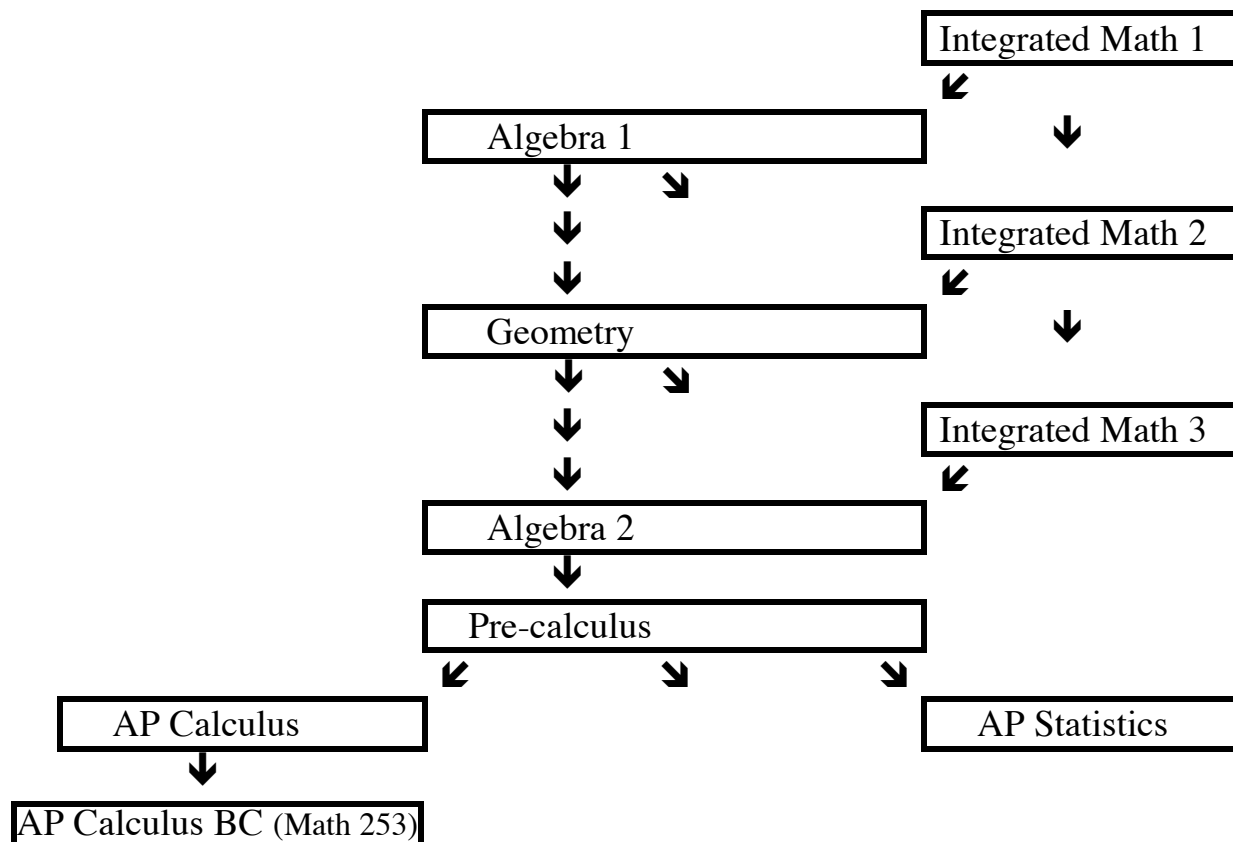 Integrated Math 1
Algebra 1
Integrated Math 2
Geometry
Integrated Math 3
Algebra 2
Pre-calculus
AP Calculus
AP Statistics
AP Calculus BC (Math 253)